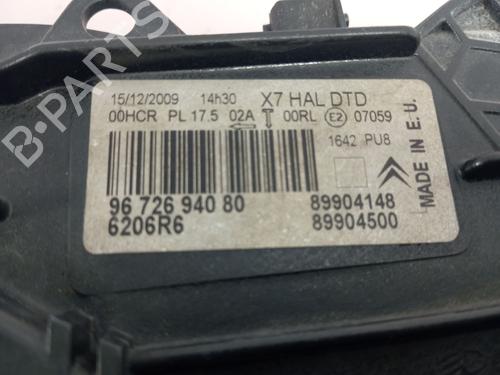 15/12/2009 14h30 X7 HAL DTD
00HCR PL 17.5 02A 00RL E2 07059
1642 PU8
MADE IN E.U.
96 726 940 80 89904148
6206R6 89904500
B-PARTS